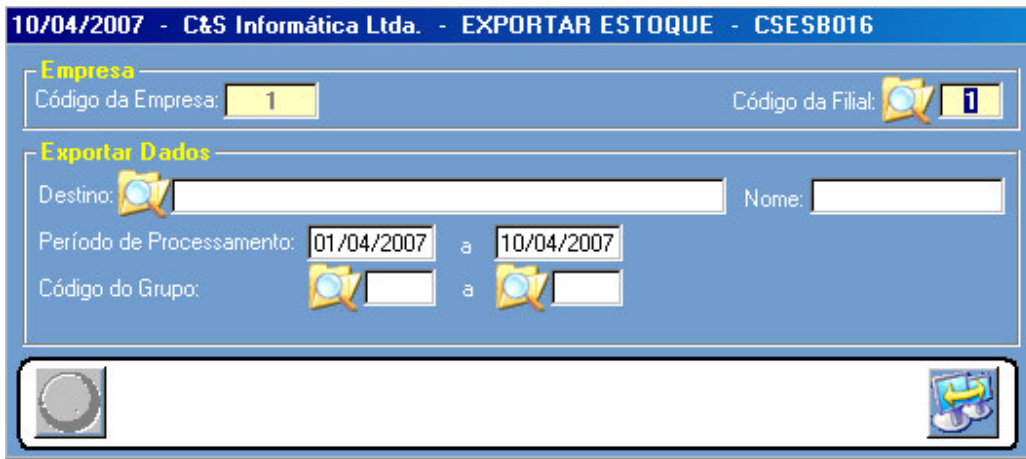 10/04/2007 - C&S Informática Ltda. - EXPORTAR ESTOQUE - CSESB016
Empresa
Código da Empresa: 1 Código da Filial: 1
Exportar Dados
Destino: Nome:
Período de Processamento: 01/04/2007 a 10/04/2007
Código do Grupo: a